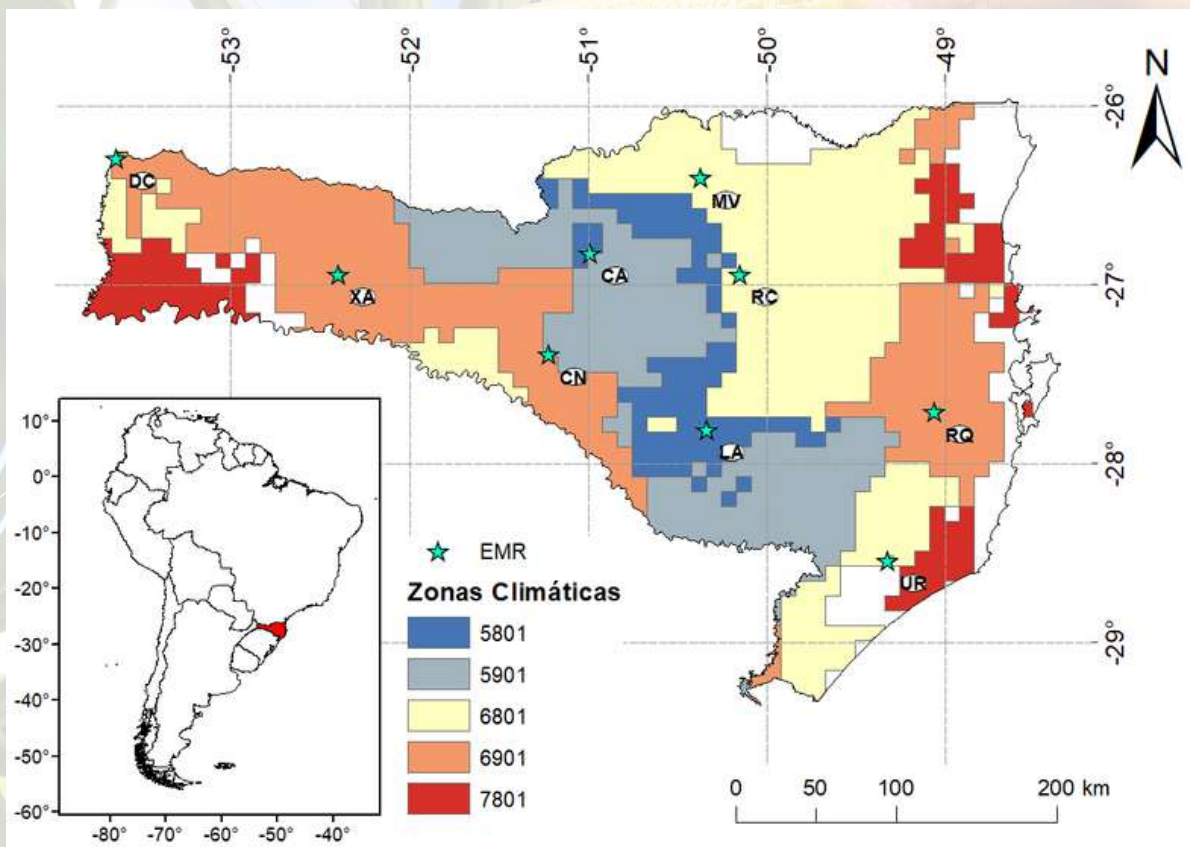 -53°
-52°
-51°
-50°
-49°
N
-26°
DC
MV
CA
RC
XA
-27°
CN
RQ
LA
-28°
UR
-29°
10°
0°
-10°
-20°
-30°
-40°
-50°
-60°
-80° -70° -60° -50° -40°
EMR
Zonas Climáticas
5801
5901
6801
6901
7801
0 50 100 200 km